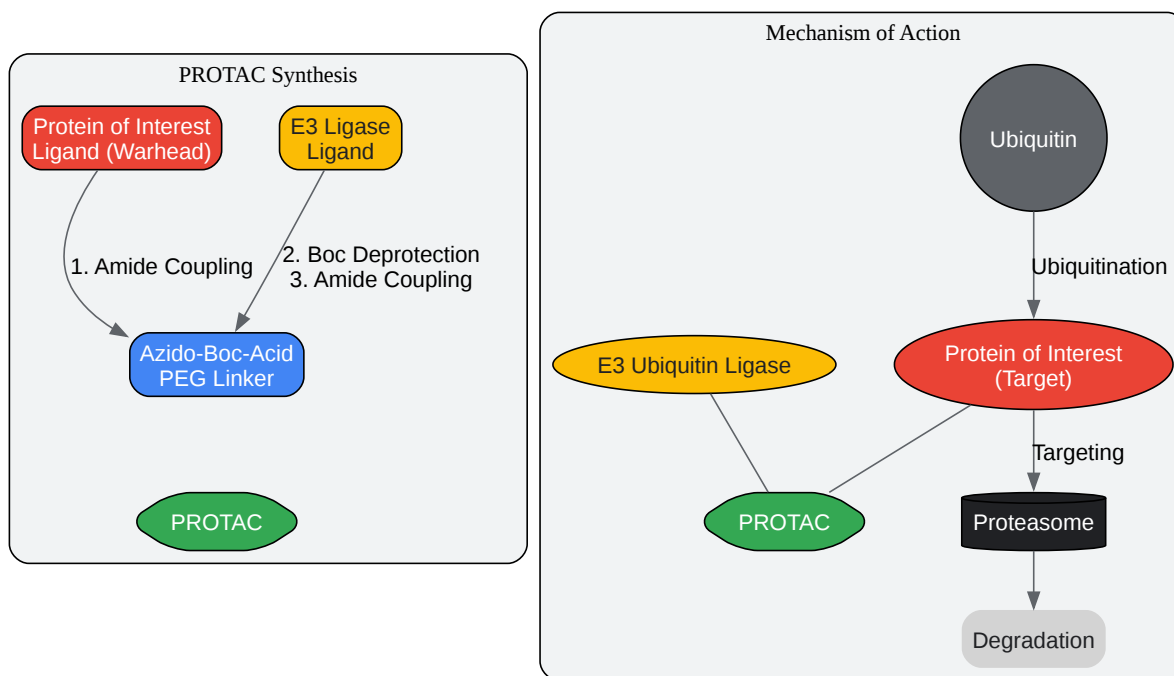 PROTAC Synthesis
Protein of Interest
Ligand (Warhead)
E3 Ligase
Ligand
1. Amide Coupling
2. Boc Deprotection
3. Amide Coupling
Azido-Boc-Acid
PEG Linker
PROTAC
Mechanism of Action
Ubiquitin
Ubiquitination
E3 Ubiquitin Ligase
Protein of Interest
(Target)
Targeting
PROTAC
Proteasome
Degradation